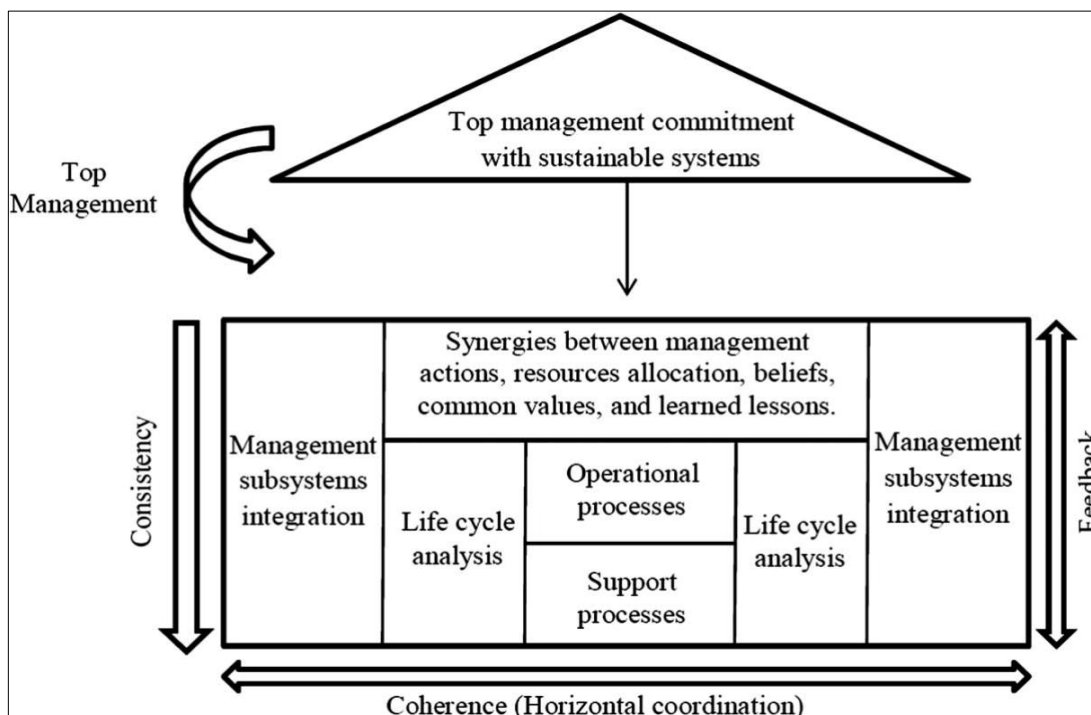 Top management commitment
with sustainable systems
Top
Management
Synergies between management
actions, resources allocation, beliefs,
common values, and learned lessons.
Consistency
Management
subsystems
integration
Life cycle
analysis
Operational
processes
Support
processes
Life cycle
analysis
Management
subsystems
integration
Feedback
Coherence (Horizontal coordination)